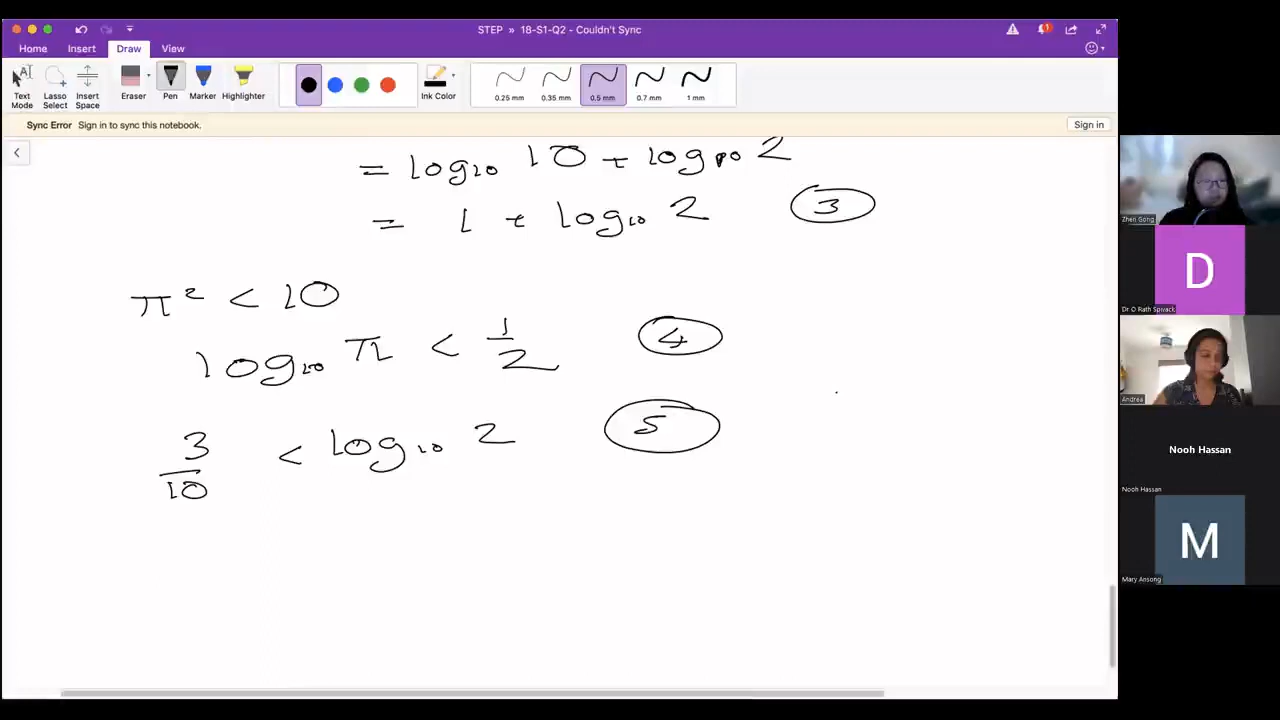 STEP » 18-S1-Q2 - Couldn't Sync
1
Home Insert Draw View
Text Mode
Lasso Select
Insert Space
Eraser
Pen
Marker
Highlighter
Ink Color
0.25 mm
0.35 mm
0.5 mm
0.7 mm
1 mm
Sync Error Sign in to sync this notebook.
Sign in
= log₁₀ 10 + log₁₀ 2
= 1 + log₁₀ 2 ③
π² < 10
log₁₀ π < 1/2 ④
3/10 < log₁₀ 2 ⑤
Zhen Gong
D
Dr O Rath Spivack
Andrea
Nooh Hassan
Nooh Hassan
M
Mary Ansong